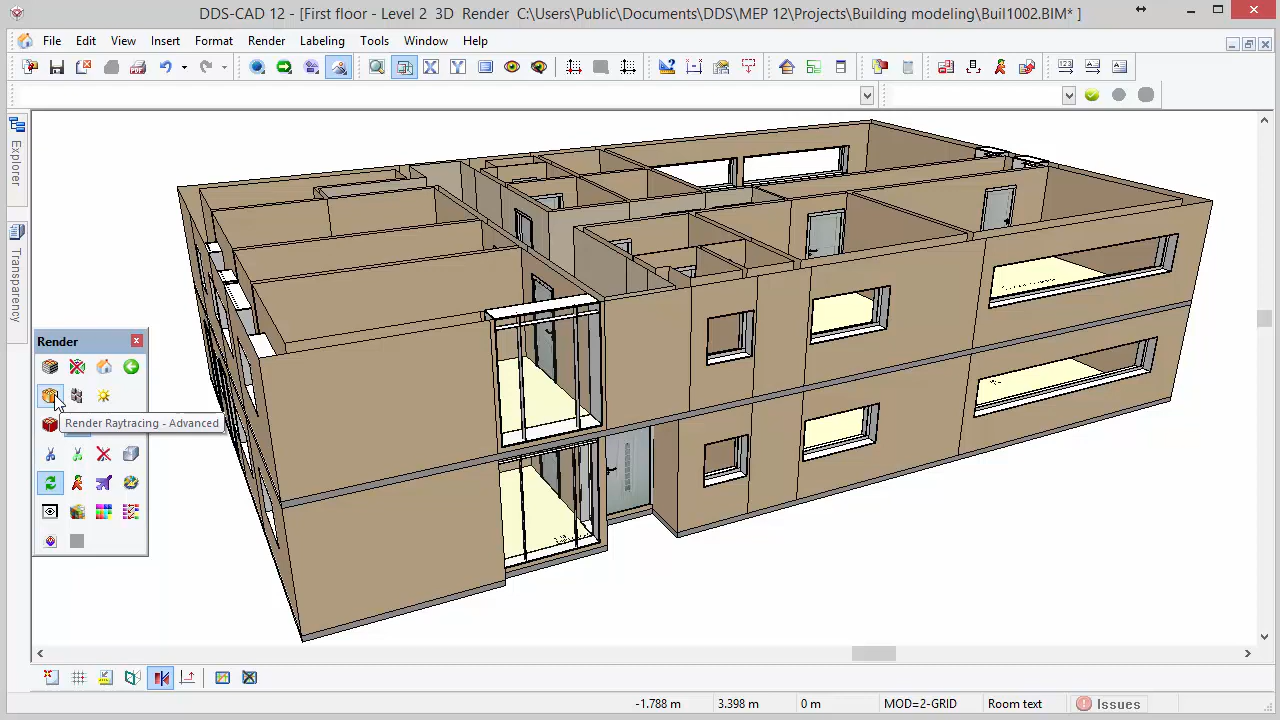 DDS-CAD 12 - [First floor - Level 2  3D  Render  C:\Users\Public\Documents\DDS\MEP 12\Projects\Building modeling\Buil1002.BIM* ]
File Edit View Insert Format Render Labeling Tools Window Help
Explorer
Transparency
Render
Render Raytracing - Advanced
-1.788 m 3.398 m 0 m MOD=2-GRID Room text Issues